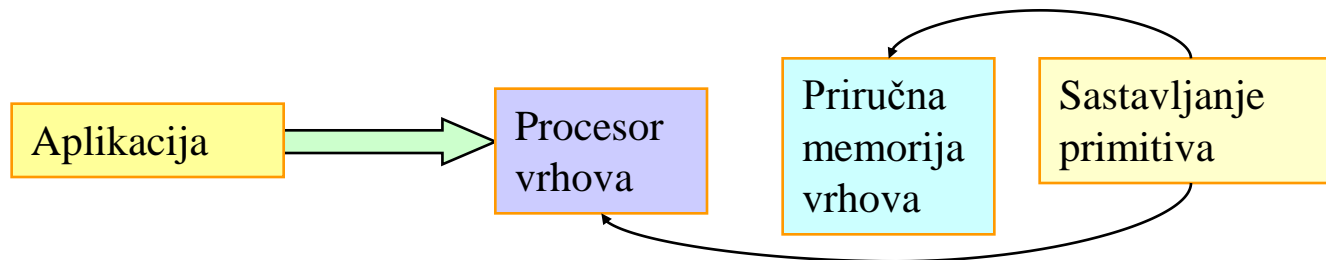 Aplikacija
Procesor
vrhova
Priručna
memorija
vrhova
Sastavljanje
primitiva